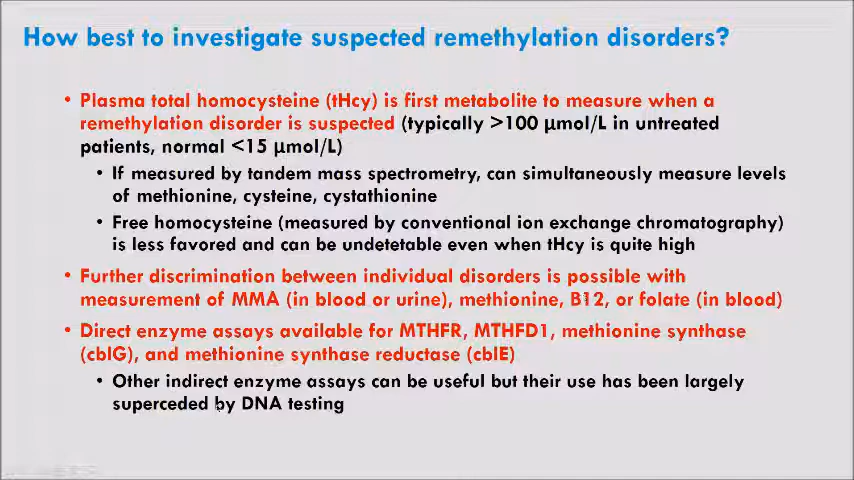 How best to investigate suspected remethylation disorders?
• Plasma total homocysteine (tHcy) is first metabolite to measure when a
remethylation disorder is suspected (typically >100 μmol/L in untreated
patients, normal <15 μmol/L)
• If measured by tandem mass spectrometry, can simultaneously measure levels
of methionine, cysteine, cystathionine
• Free homocysteine (measured by conventional ion exchange chromatography)
is less favored and can be undetetable even when tHcy is quite high
• Further discrimination between individual disorders is possible with
measurement of MMA (in blood or urine), methionine, B12, or folate (in blood)
• Direct enzyme assays available for MTHFR, MTHFD1, methionine synthase
(cblG), and methionine synthase reductase (cblE)
• Other indirect enzyme assays can be useful but their use has been largely
superceded by DNA testing